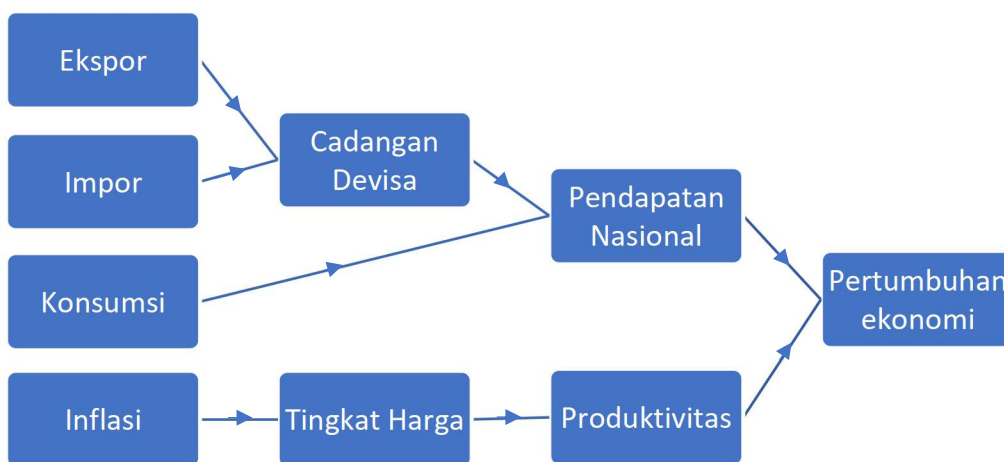 Ekspor
Impor
Cadangan
Devisa
Pendapatan
Nasional
Konsumsi
Pertumbuhan
ekonomi
Inflasi
Tingkat Harga
Produktivitas